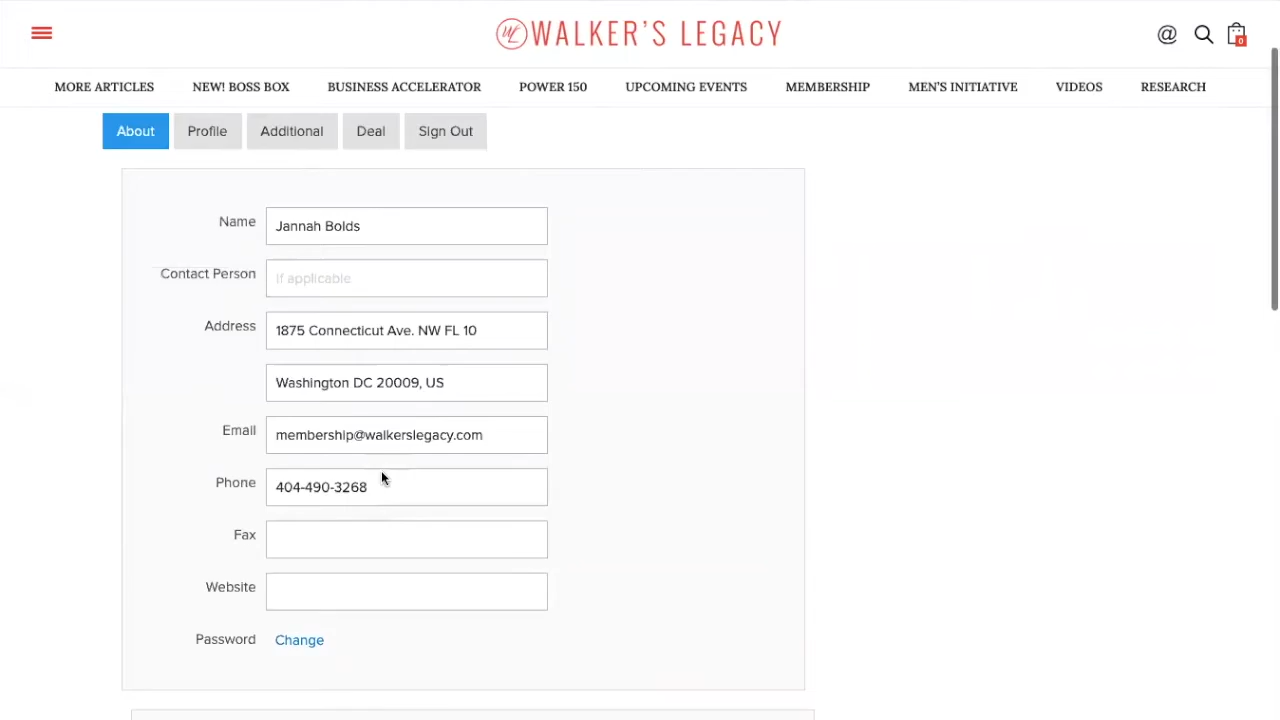 WL WALKER'S LEGACY
@
0
MORE ARTICLES NEW! BOSS BOX BUSINESS ACCELERATOR POWER 150 UPCOMING EVENTS MEMBERSHIP MEN'S INITIATIVE VIDEOS RESEARCH
About Profile Additional Deal Sign Out
Name Jannah Bolds
Contact Person If applicable
Address 1875 Connecticut Ave. NW FL 10
Washington DC 20009, US
Email membership@walkerslegacy.com
Phone 404-490-3268
Fax
Website
Password Change